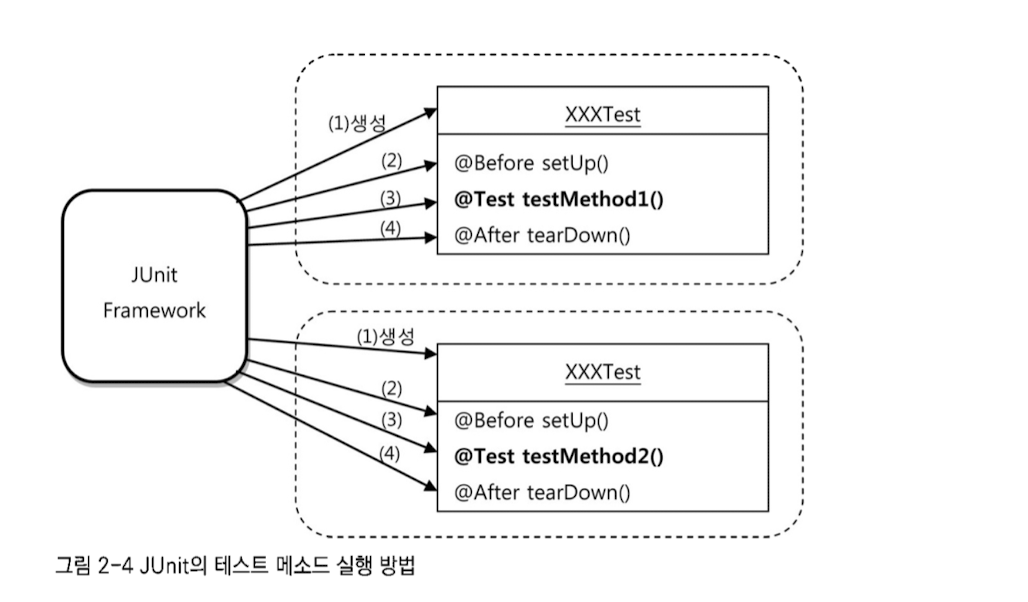 (1)생성
XXXTest
(2)
@Before setUp()
(3)
@Test testMethod1()
(4)
@After tearDown()
JUnit
Framework
(1)생성
XXXTest
(2)
@Before setUp()
(3)
@Test testMethod2()
(4)
@After tearDown()
그림 2-4 JUnit의 테스트 메소드 실행 방법